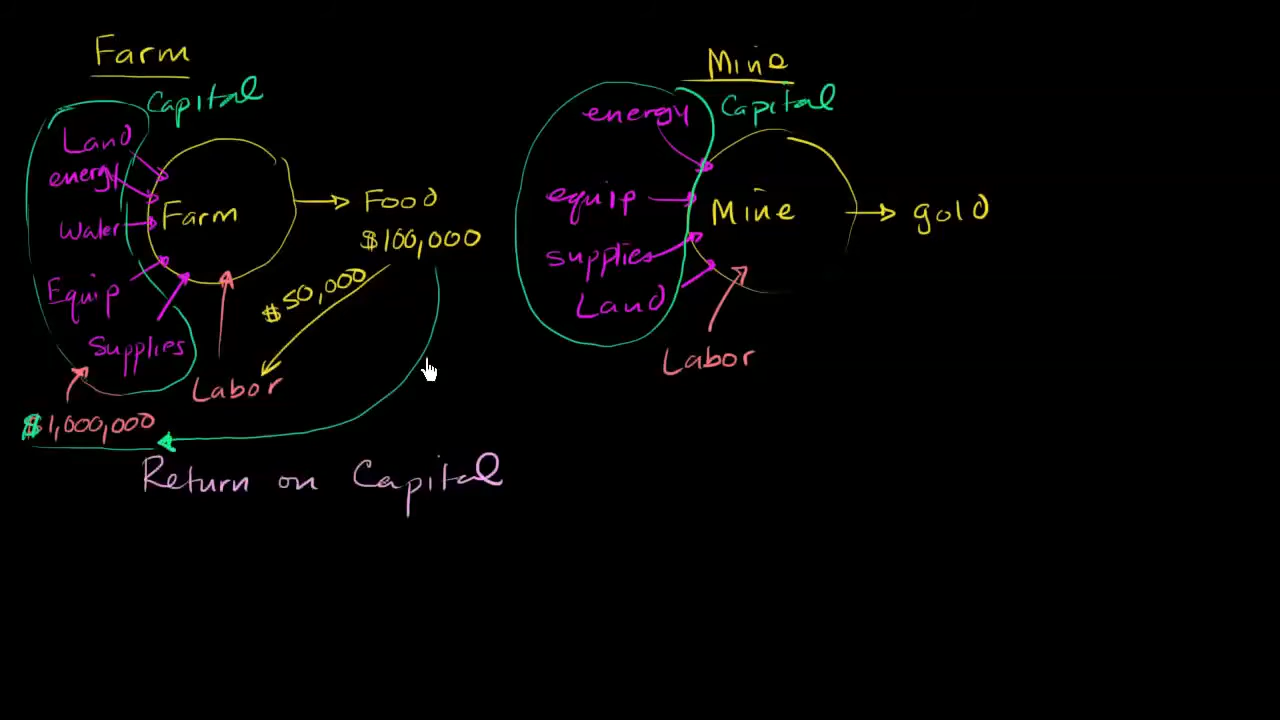 Farm
Capital
Land
energy
Water
Equip
Supplies
Farm
Food
$100,000
$50,000
Labor
$1,000,000
Return on Capital
Mine
Capital
energy
equip
supplies
Land
Mine
gold
Labor